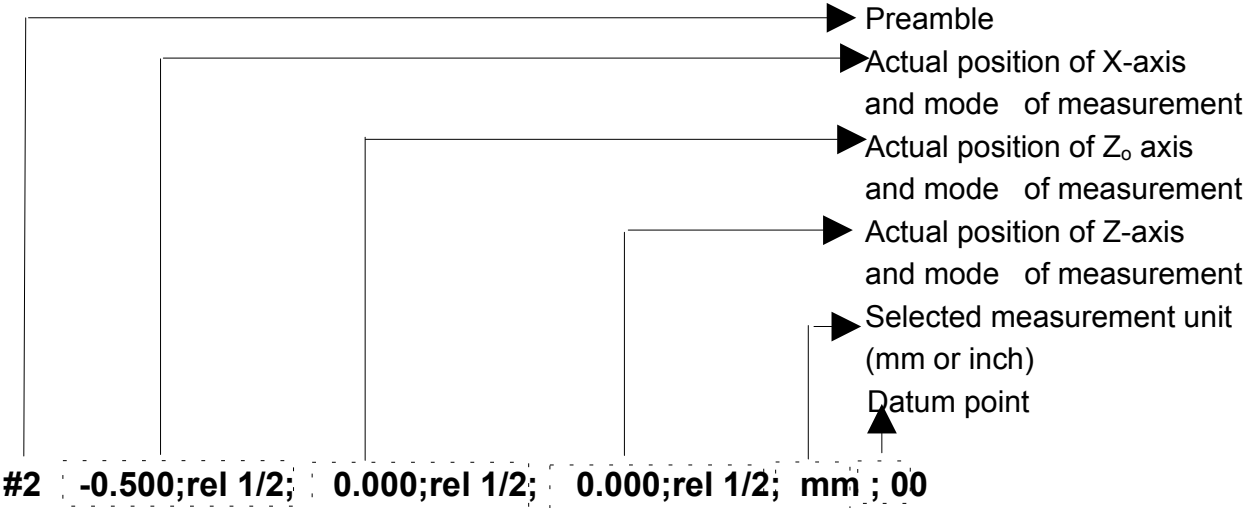 Preamble
Actual position of X-axis
and mode of measurement
Actual position of Zₒ axis
and mode of measurement
Actual position of Z-axis
and mode of measurement
Selected measurement unit
(mm or inch)
Datum point
#2 -0.500;rel 1/2; 0.000;rel 1/2; 0.000;rel 1/2; mm ; 00